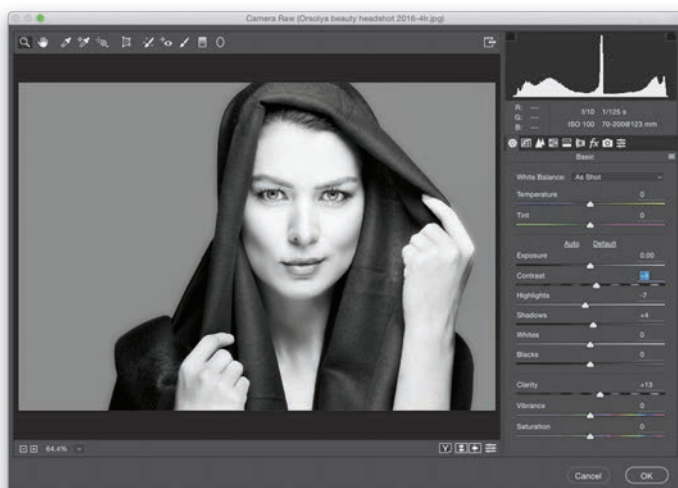 Camera Raw (Orsolya beauty headshot 2016-4b.jpg)
R: ---
G: ---
B: ---
f/10 1/125 s
ISO 100 70-200@123 mm
Basic
White Balance: As Shot
Temperature 0
Tint 0
Auto Default
Exposure 0.00
Contrast
Highlights -7
Shadows +4
Whites 0
Blacks 0
Clarity +13
Vibrance 0
Saturation 0
64.4%
Y
Cancel OK